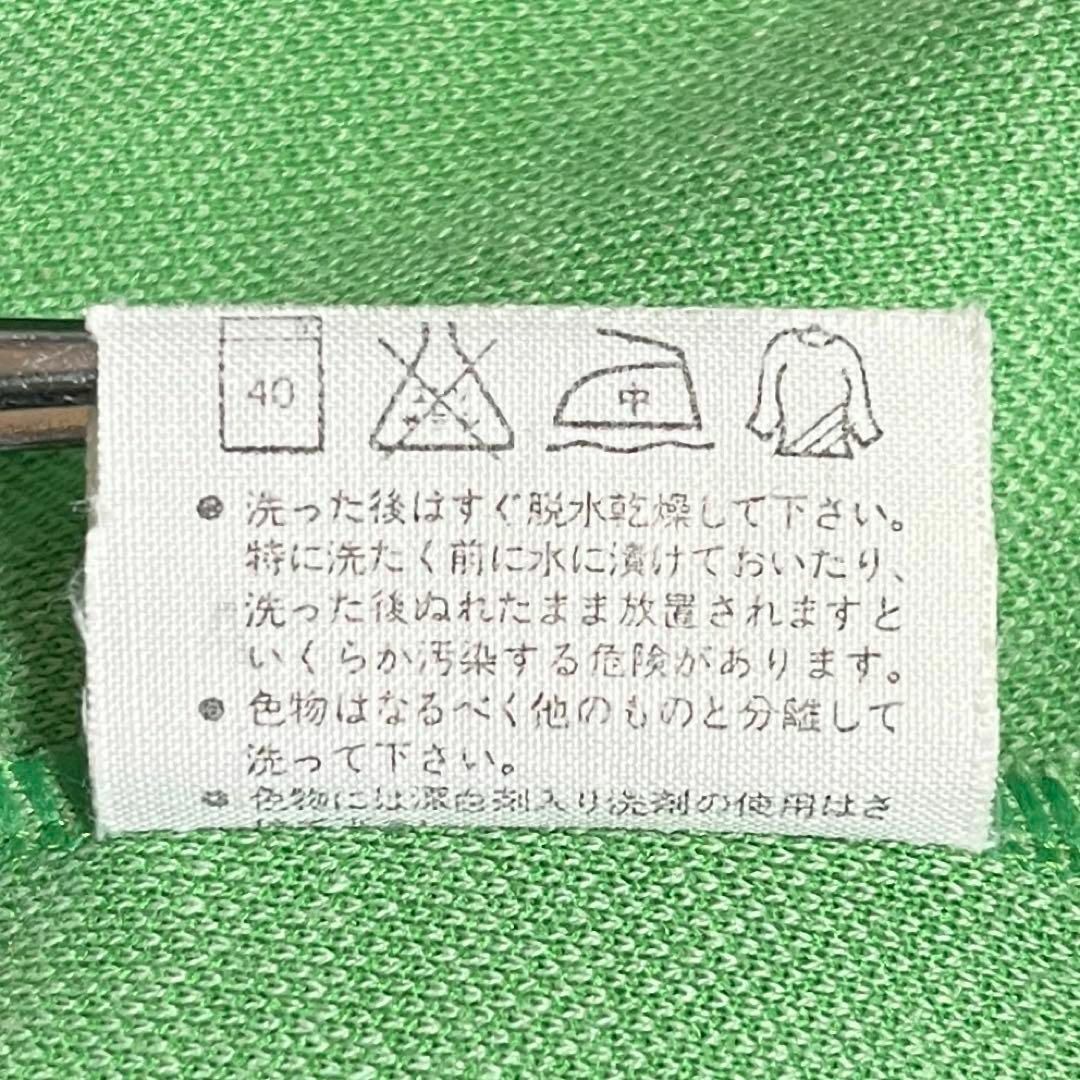 40
中
● 洗った後はすぐ脱水乾燥して下さい。
特に洗たく前に水に漬けておいたり、
洗った後ぬれたまま放置されますと
いくらか汚染する危険があります。
● 色物はなるべく他のものと分離して
洗って下さい。
● 色物には漂白剤入り洗剤の使用はさ